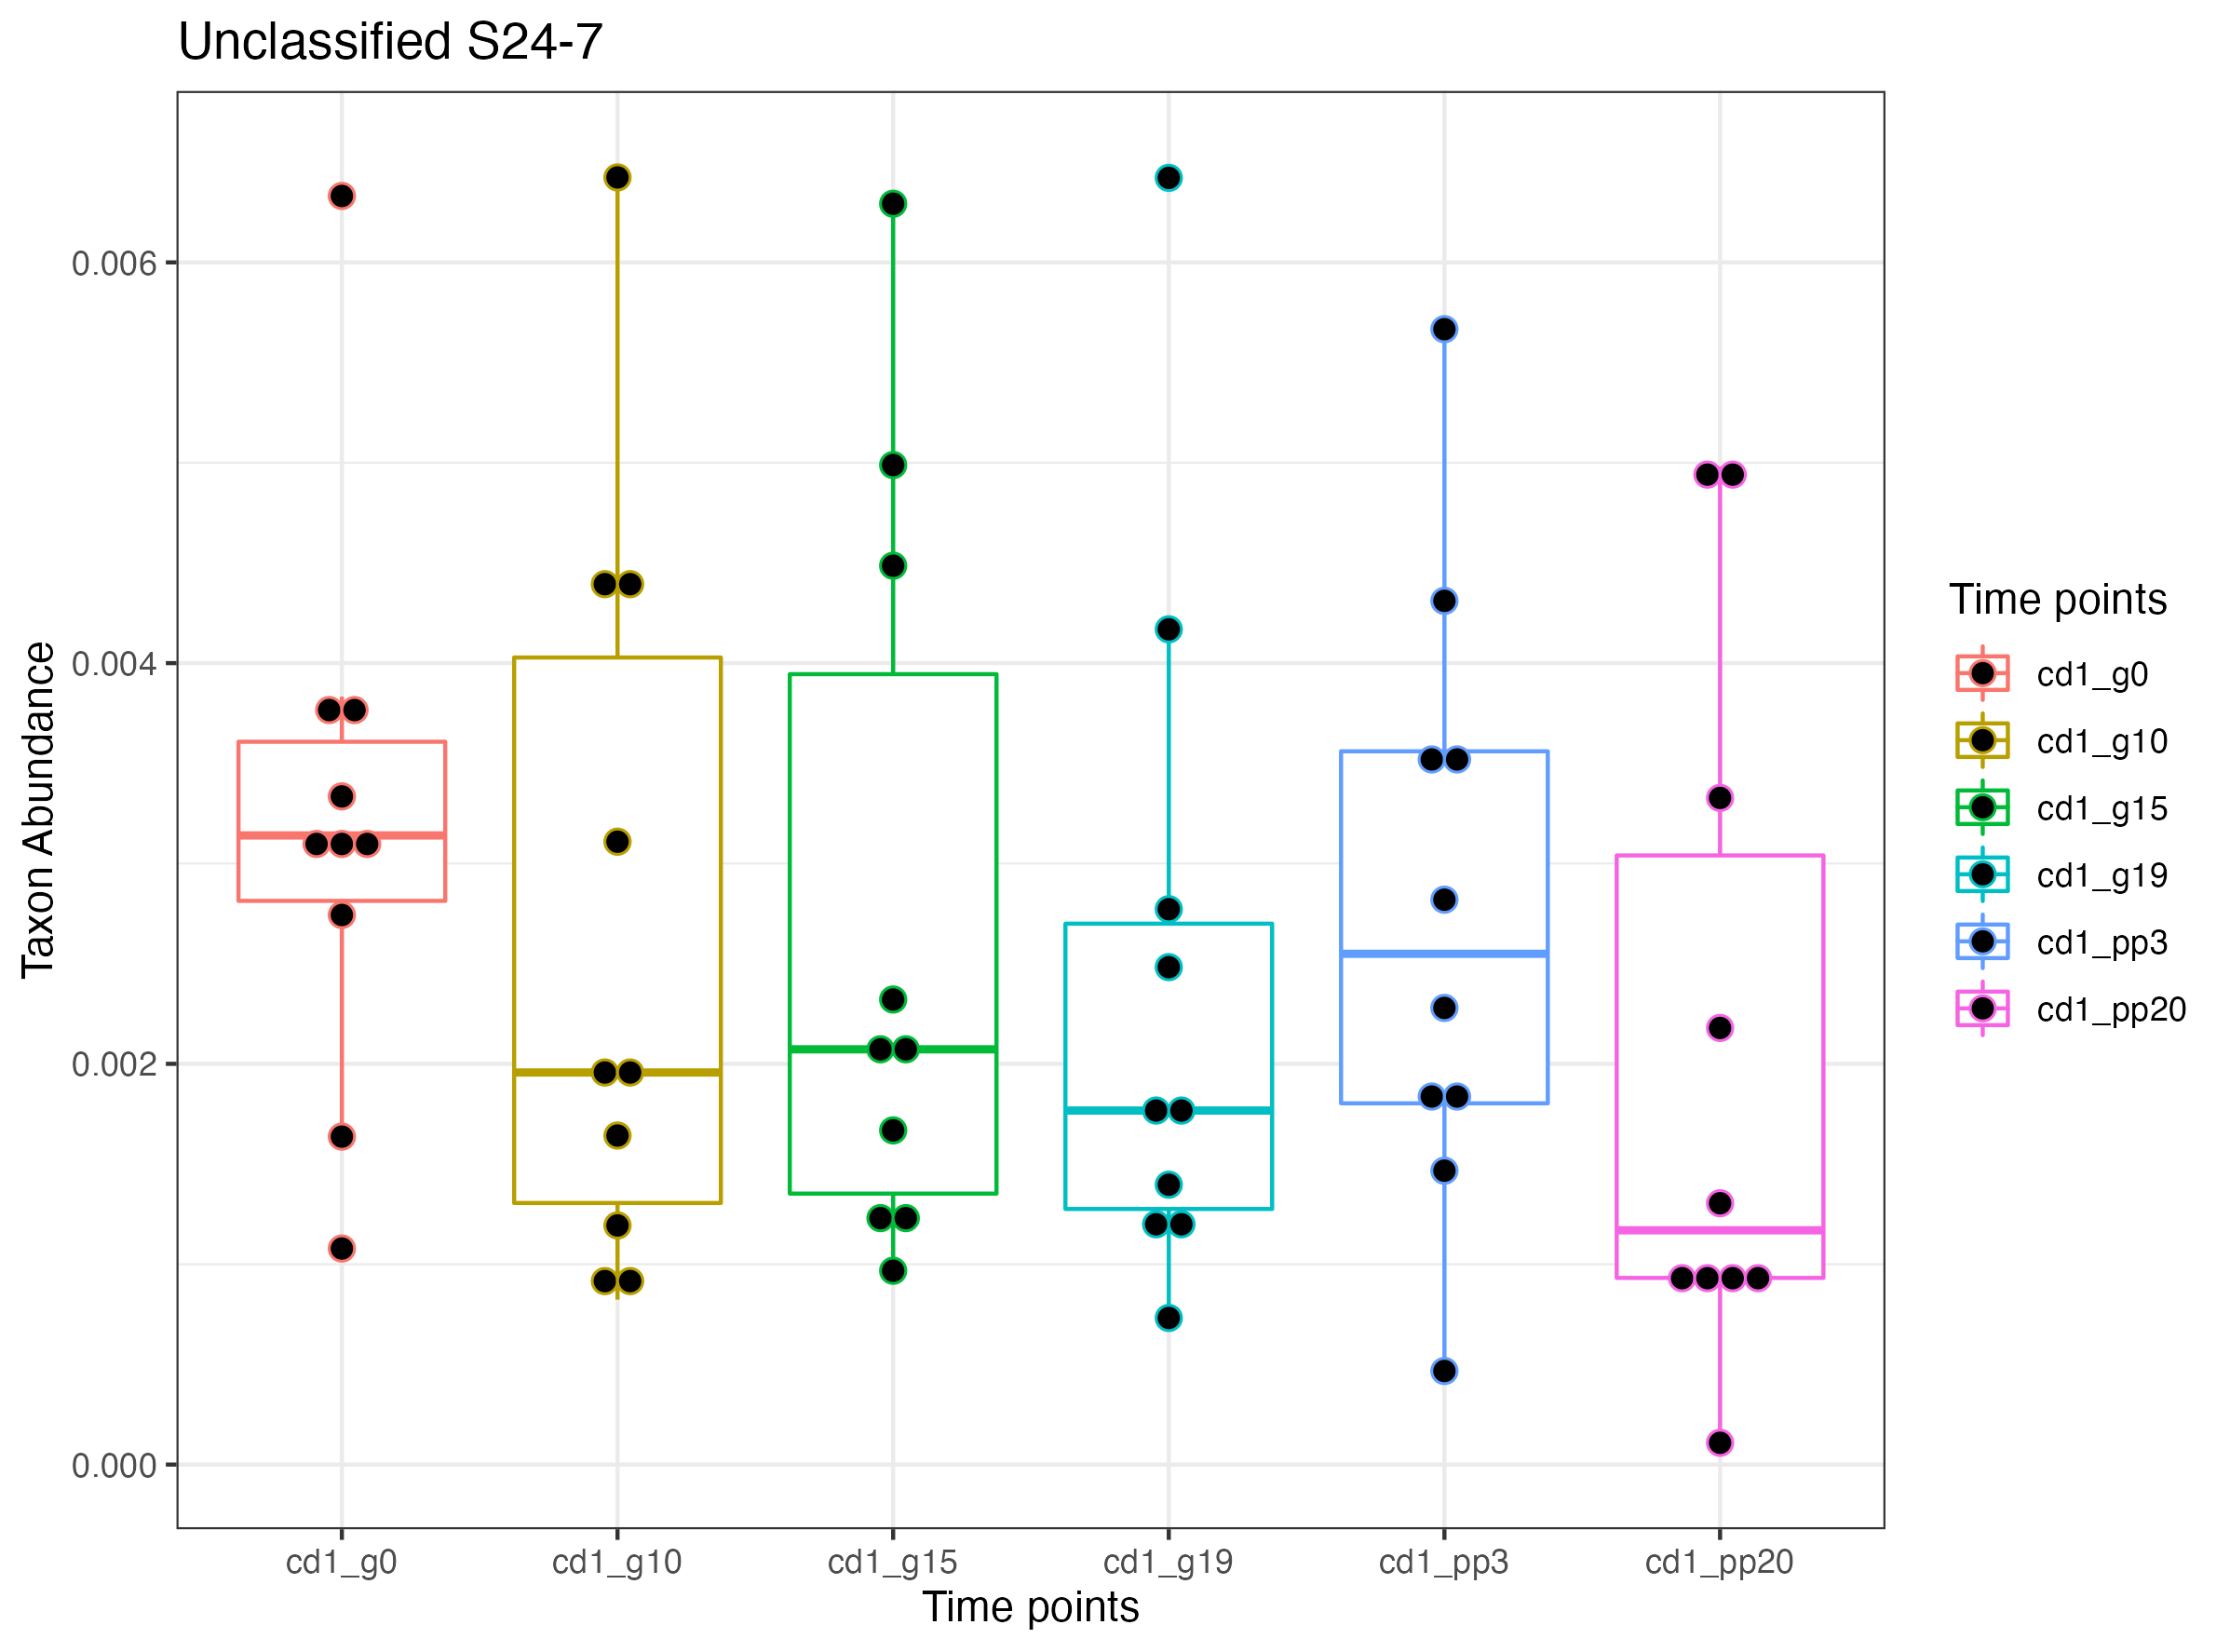 Unclassified S24-7
0.006
0.004
0.002
0.000
Taxon Abundance
cd1_g0
cd1_g10
cd1_g15
cd1_g19
cd1_pp3
cd1_pp20
Time points
Time points
cd1_g0
cd1_g10
cd1_g15
cd1_g19
cd1_pp3
cd1_pp20